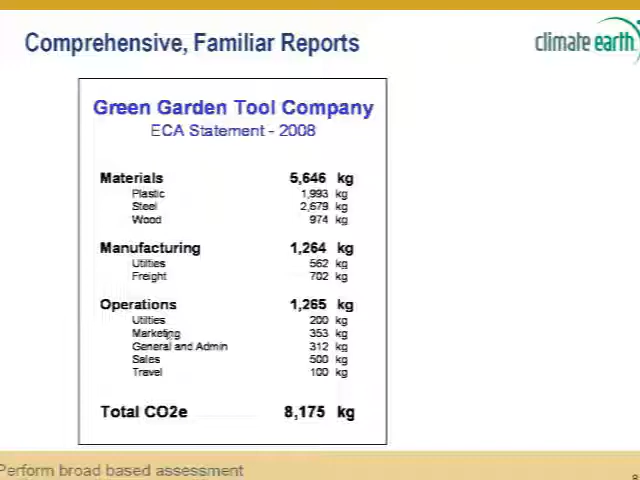 Comprehensive, Familiar Reports
climate earth
Green Garden Tool Company
ECA Statement - 2008
Materials 5,646 kg
Plastic 1,993 kg
Steel 2,679 kg
Wood 974 kg
Manufacturing 1,264 kg
Utilties 562 kg
Freight 702 kg
Operations 1,265 kg
Utilties 200 kg
Marketing 353 kg
General and Admin 312 kg
Sales 500 kg
Travel 100 kg
Total CO2e 8,175 kg
Perform broad based assessment
8